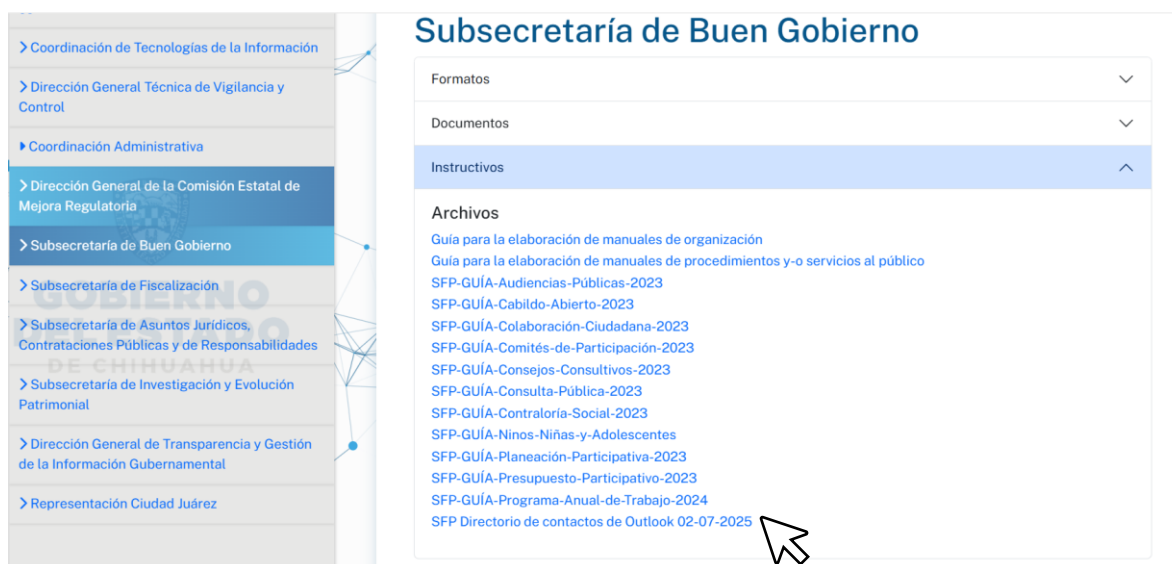 Coordinación de Tecnologías de la Información
Dirección General Técnica de Vigilancia y
Control
Coordinación Administrativa
Dirección General de la Comisión Estatal de
Mejora Regulatoria
Subsecretaría de Buen Gobierno
Subsecretaría de Fiscalización
Subsecretaría de Asuntos Jurídicos,
Contrataciones Públicas y de Responsabilidades
Subsecretaría de Investigación y Evolución
Patrimonial
Dirección General de Transparencia y Gestión
de la Información Gubernamental
Representación Ciudad Juárez
GOBIERNO
DEL ESTADO
DE CHIHUAHUA
Subsecretaría de Buen Gobierno
Formatos
Documentos
Instructivos
Archivos
Guía para la elaboración de manuales de organización
Guía para la elaboración de manuales de procedimientos y-o servicios al público
SFP-GUÍA-Audiencias-Públicas-2023
SFP-GUÍA-Cabildo-Abierto-2023
SFP-GUÍA-Colaboración-Ciudadana-2023
SFP-GUÍA-Comités-de-Participación-2023
SFP-GUÍA-Consejos-Consultivos-2023
SFP-GUÍA-Consulta-Pública-2023
SFP-GUÍA-Contraloría-Social-2023
SFP-GUÍA-Ninos-Niñas-y-Adolescentes
SFP-GUÍA-Planeación-Participativa-2023
SFP-GUÍA-Presupuesto-Participativo-2023
SFP-GUÍA-Programa-Anual-de-Trabajo-2024
SFP Directorio de contactos de Outlook 02-07-2025